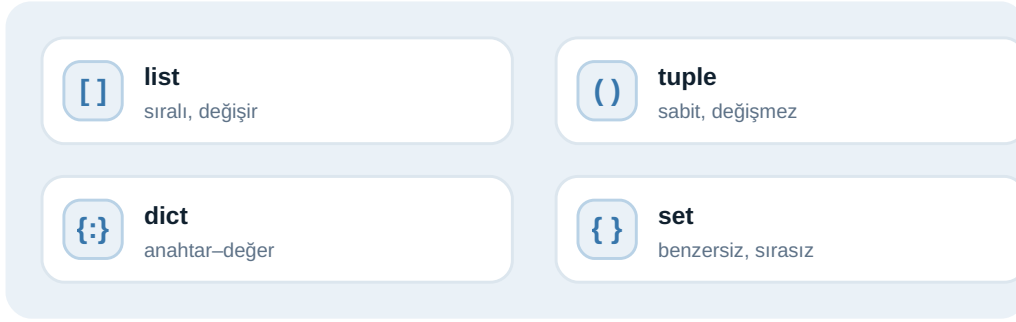 [ ] list
sıralı, değişir
( ) tuple
sabit, değişmez
{:} dict
anahtar–değer
{ } set
benzersiz, sırasız